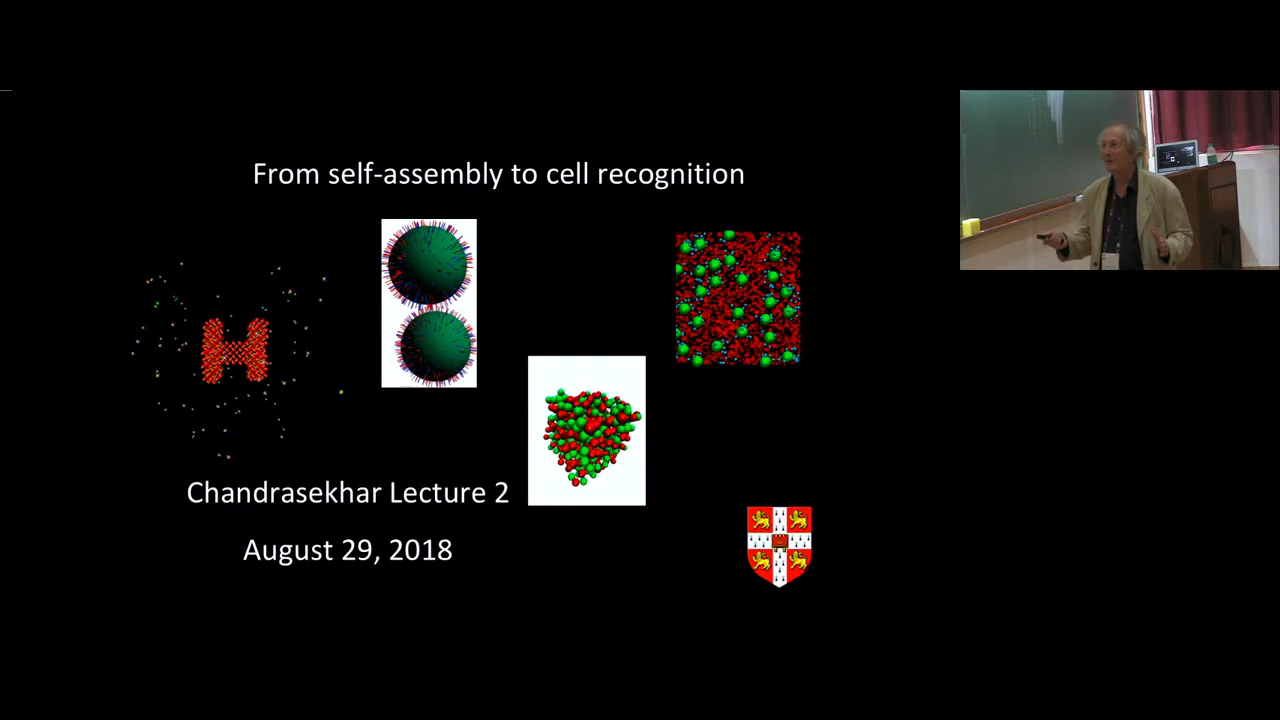 From self-assembly to cell recognition
Chandrasekhar Lecture 2
August 29, 2018